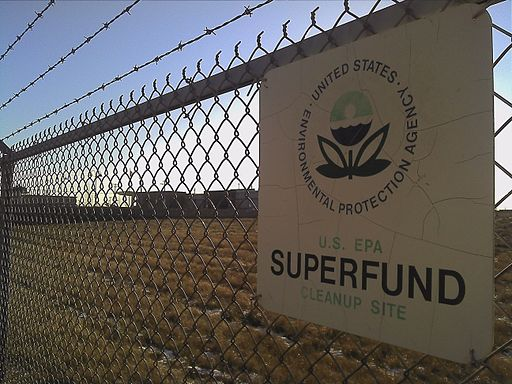 UNITED STATES · ENVIRONMENTAL PROTECTION AGENCY ·
U.S. EPA
SUPERFUND
CLEANUP SITE